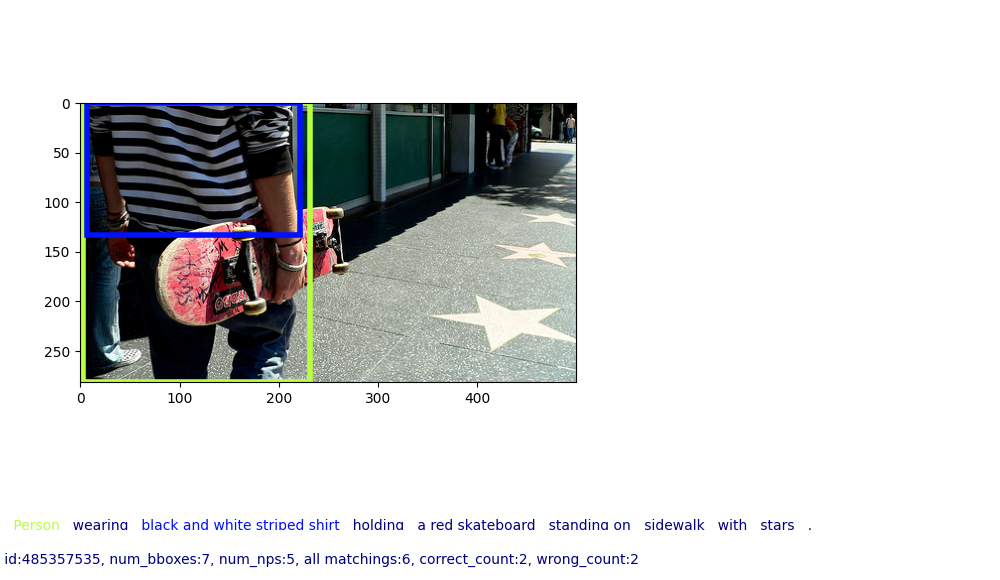 0
50
100
150
200
250
0 100 200 300 400
Person wearing black and white striped shirt holding a red skateboard standing on sidewalk with stars .
id:485357535, num_bboxes:7, num_nps:5, all matchings:6, correct_count:2, wrong_count:2